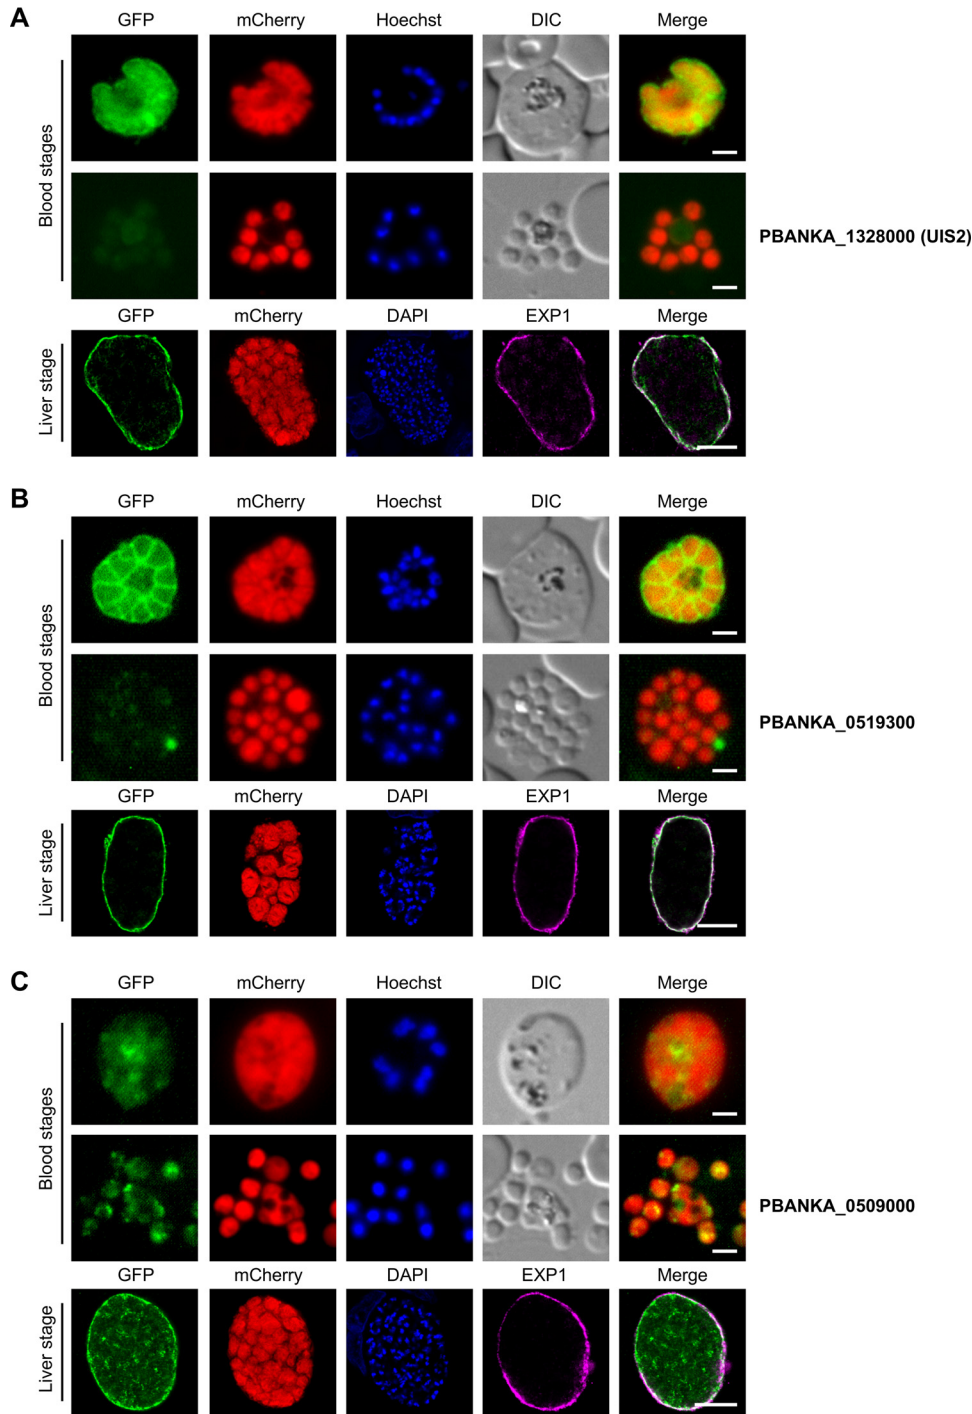 A
GFP mCherry Hoechst DIC Merge
Blood stages
PBANKA_1328000 (UIS2)
GFP mCherry DAPI EXP1 Merge
Liver stage
B
GFP mCherry Hoechst DIC Merge
Blood stages
PBANKA_0519300
GFP mCherry DAPI EXP1 Merge
Liver stage
C
GFP mCherry Hoechst DIC Merge
Blood stages
PBANKA_0509000
GFP mCherry DAPI EXP1 Merge
Liver stage